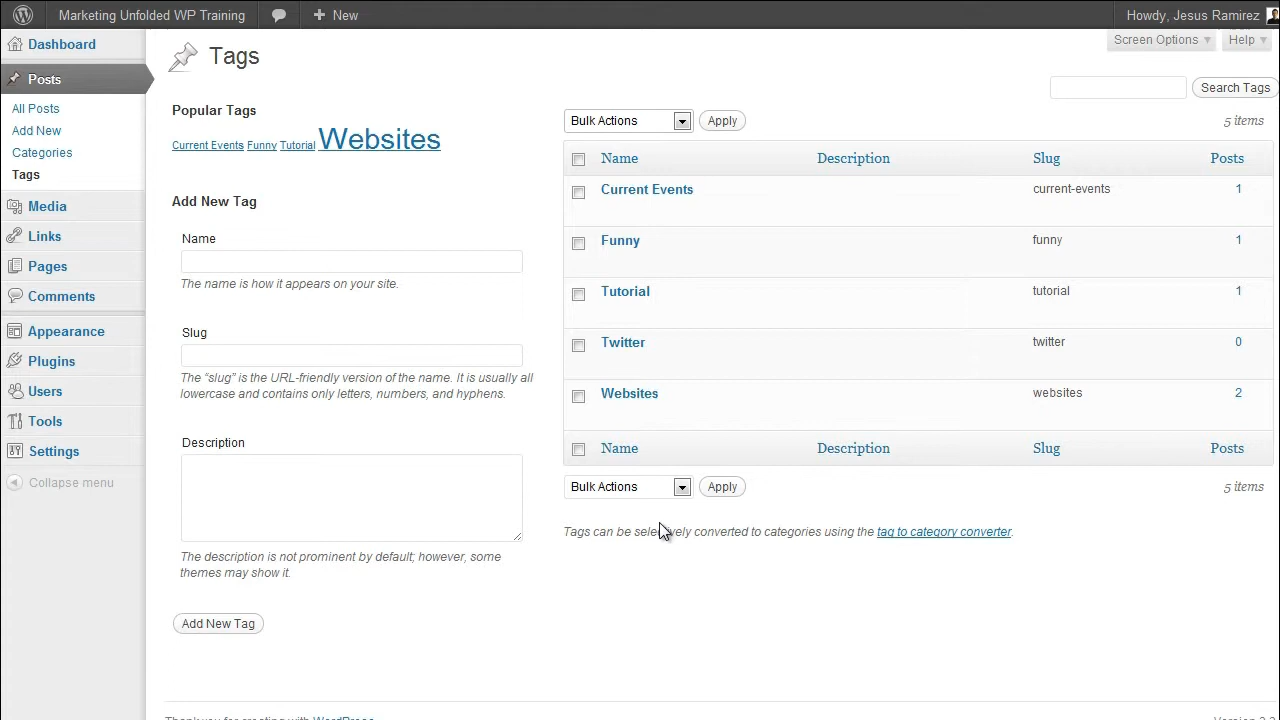 Marketing Unfolded WP Training
New
Howdy, Jesus Ramirez
Dashboard
Screen Options
Help
Tags
Posts
Search Tags
All Posts
Popular Tags
Bulk Actions
Apply
5 items
Add New
Current Events Funny Tutorial Websites
Categories
Name Description Slug Posts
Tags
Current Events current-events 1
Add New Tag
Media
Links
Name
Funny funny 1
Pages
The name is how it appears on your site.
Comments
Tutorial tutorial 1
Appearance
Slug
Twitter twitter 0
Plugins
The "slug" is the URL-friendly version of the name. It is usually all
lowercase and contains only letters, numbers, and hyphens.
Users
Websites websites 2
Tools
Description
Name Description Slug Posts
Settings
Collapse menu
Bulk Actions
Apply
5 items
Tags can be selectively converted to categories using the tag to category converter.
The description is not prominent by default; however, some
themes may show it.
Add New Tag
Thank you for creating with WordPress